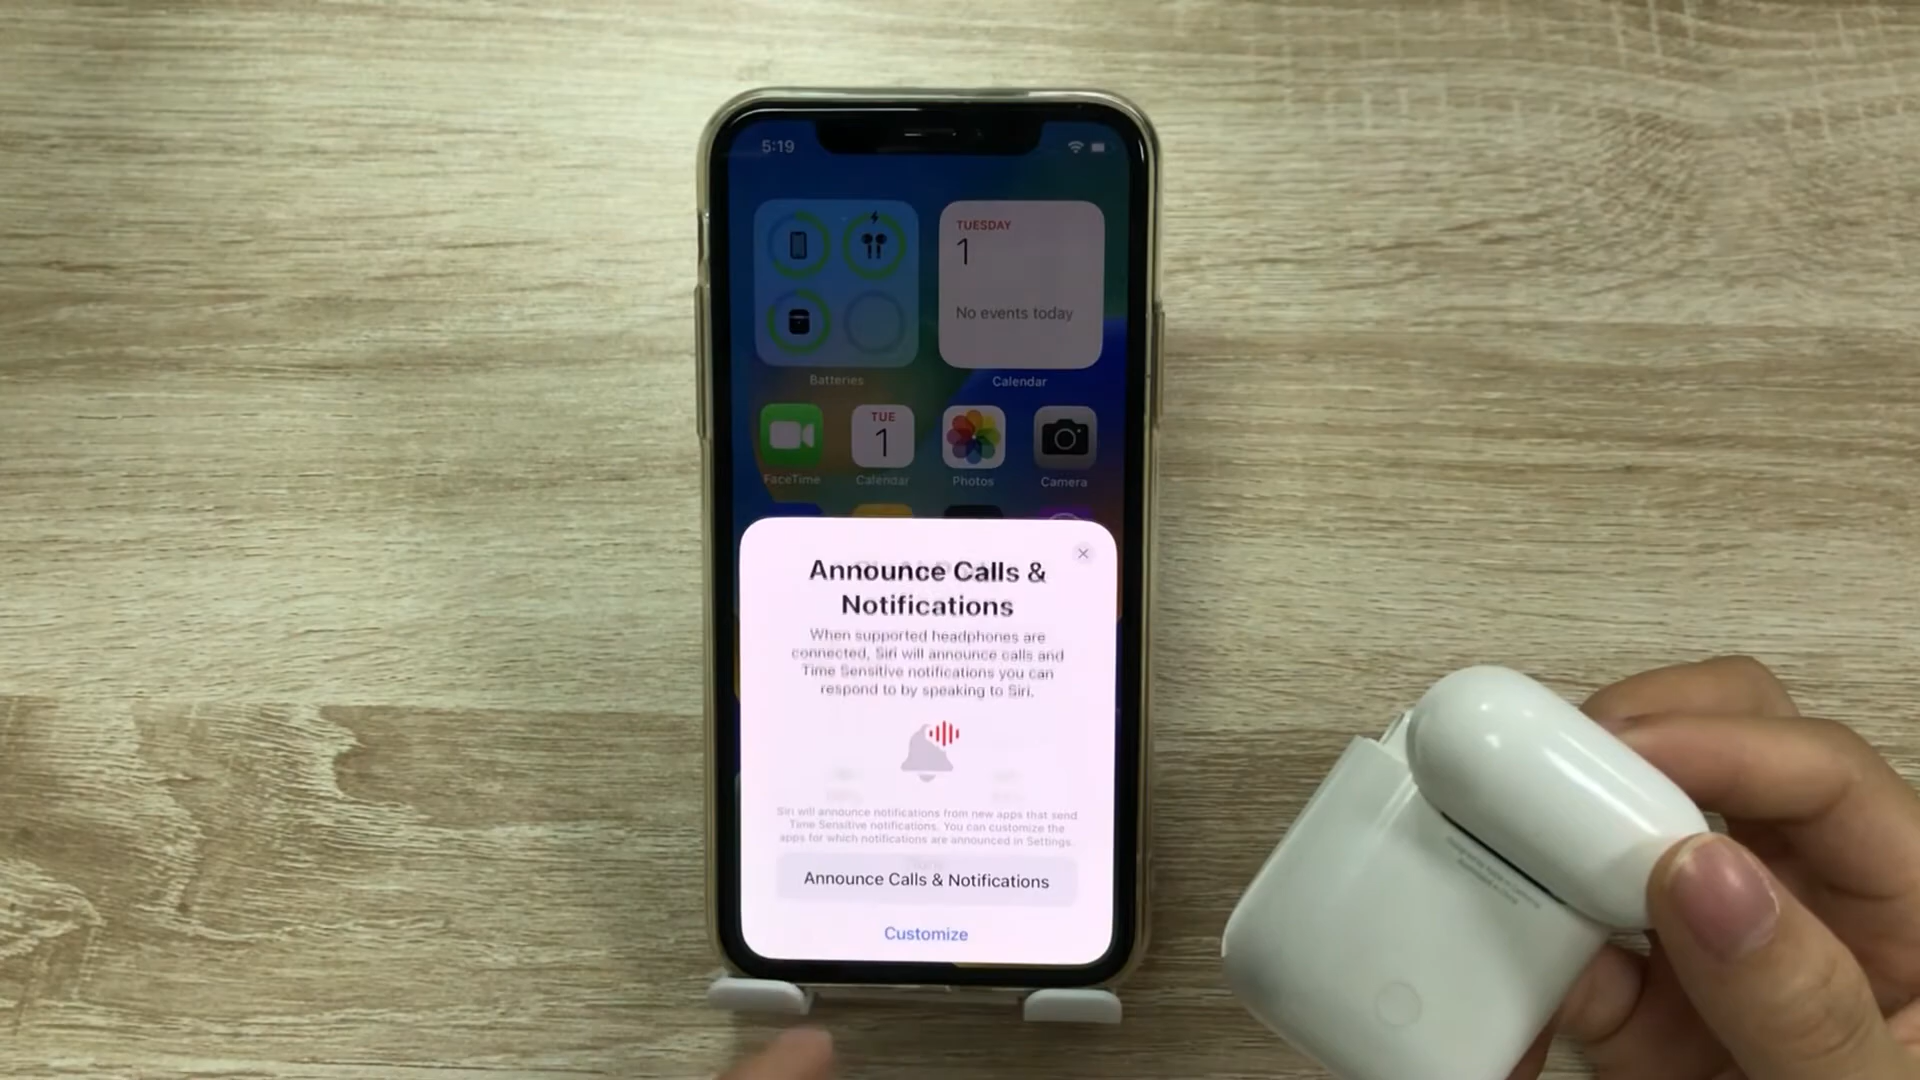 5:19
TUESDAY
1
No events today
Batteries
Calendar
TUE
1
FaceTime
Calendar
Photos
Camera
Announce Calls &
Notifications
When supported headphones are
connected, Siri will announce calls and
Time Sensitive notifications you can
respond to by speaking to Siri.
Siri will announce notifications from new apps that send
Time Sensitive notifications. You can customize the
apps for which notifications are announced in Settings.
Announce Calls & Notifications
Customize